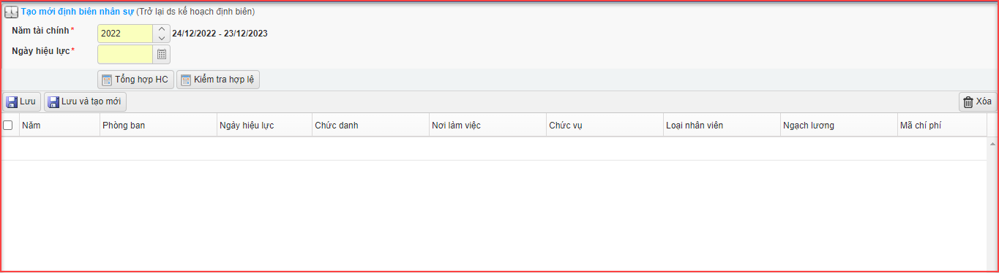 Tạo mới định biên nhân sự (Trở lại ds kế hoạch định biên)
Năm tài chính* 2022 24/12/2022 - 23/12/2023
Ngày hiệu lực*
Tổng hợp HC Kiểm tra hợp lệ
Lưu Lưu và tạo mới Xóa
Năm Phòng ban Ngày hiệu lực Chức danh Nơi làm việc Chức vụ Loại nhân viên Ngạch lương Mã chí phí